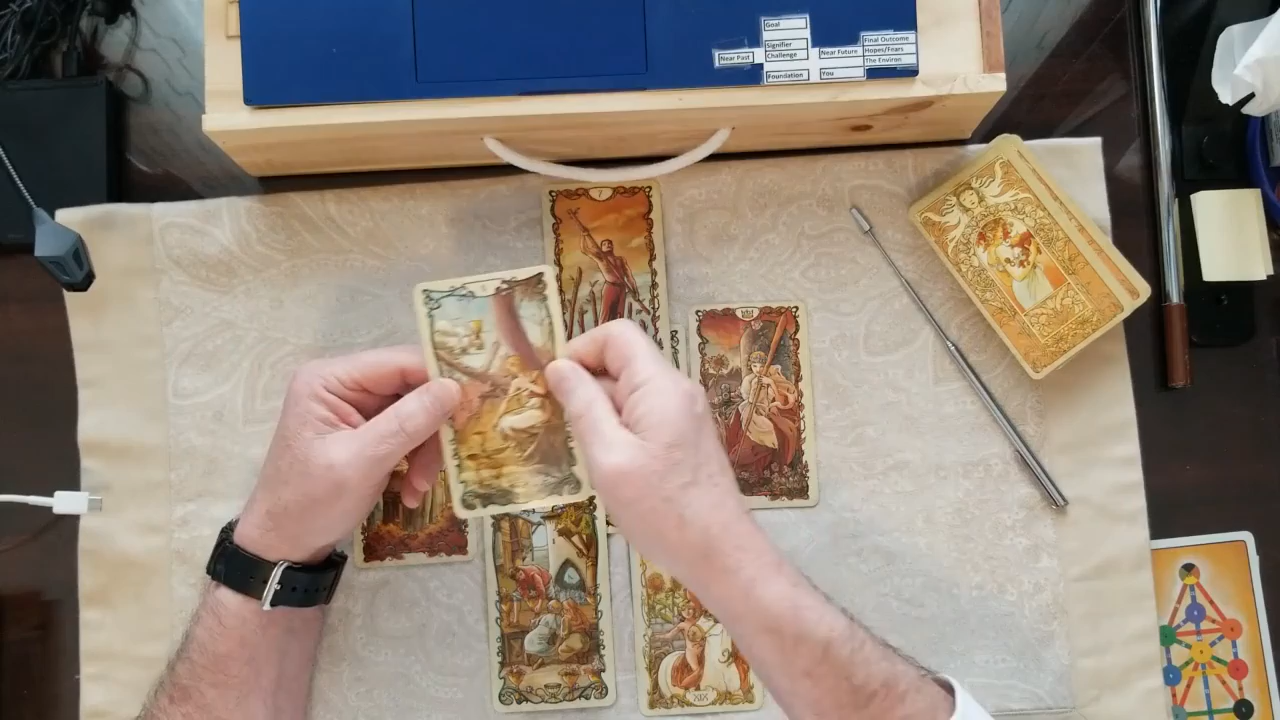 Goal
Signifier
Challenge
Near Past
Near Future
Final Outcome
Hopes/Fears
The Environ
Foundation
You
7
XIX